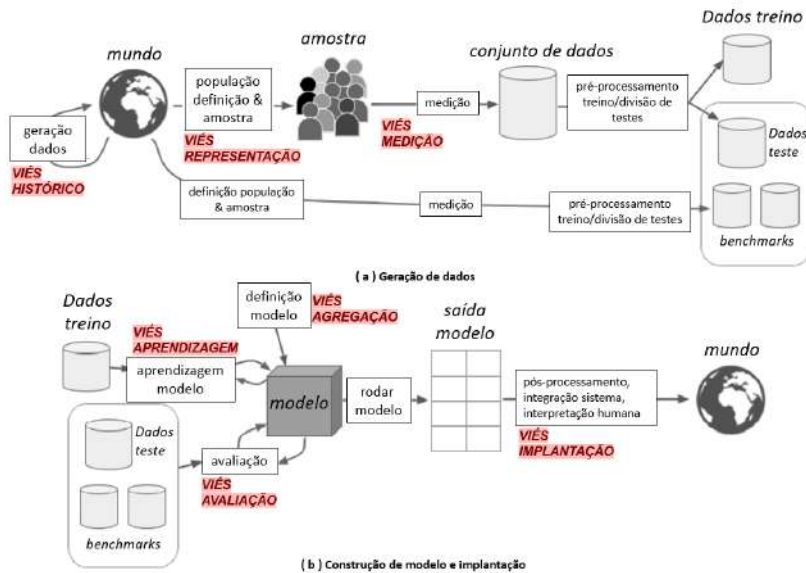 Dados treino
amostra
mundo
conjunto de dados
população
definição &
amostra
medição
pré-processamento
treino/divisão de
testes
geração
dados
VIÉS
HISTÓRICO
VIÉS
REPRESENTAÇÃO
VIÉS
MEDIÇÃO
Dados
teste
definição população
& amostra
medição
pré-processamento
treino/divisão de testes
benchmarks
( a ) Geração de dados
Dados
treino
VIÉS
APRENDIZAGEM
aprendizagem
modelo
definição
modelo
VIÉS
AGREGAÇÃO
saída
modelo
mundo
modelo
rodar
modelo
pós-processamento,
integração sistema,
interpretação humana
VIÉS
IMPLANTAÇÃO
Dados
teste
avaliação
VIÉS
AVALIAÇÃO
benchmarks
( b ) Construção de modelo e implantação